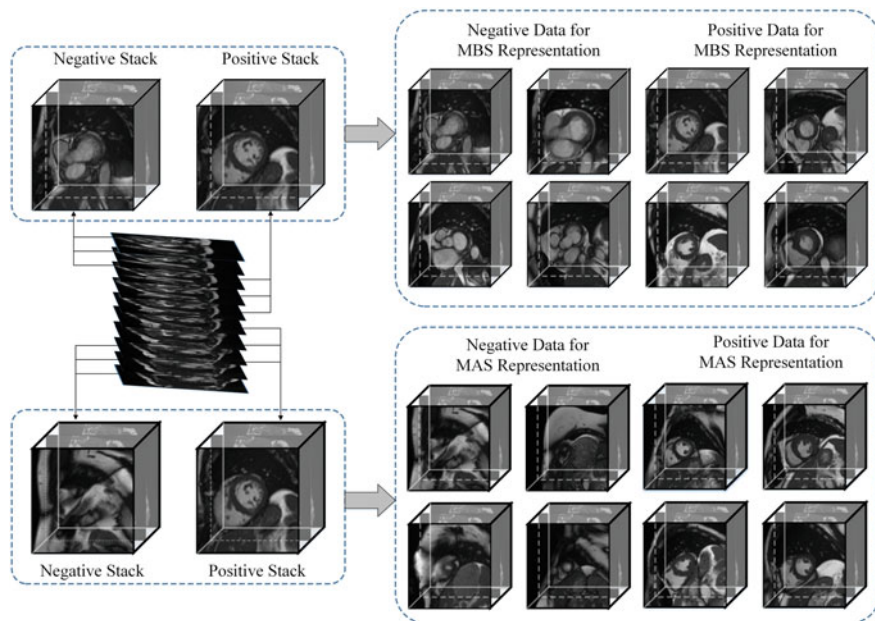 Negative Stack
Positive Stack
Negative Data for
MBS Representation
Positive Data for
MBS Representation
Negative Data for
MAS Representation
Positive Data for
MAS Representation
Negative Stack
Positive Stack